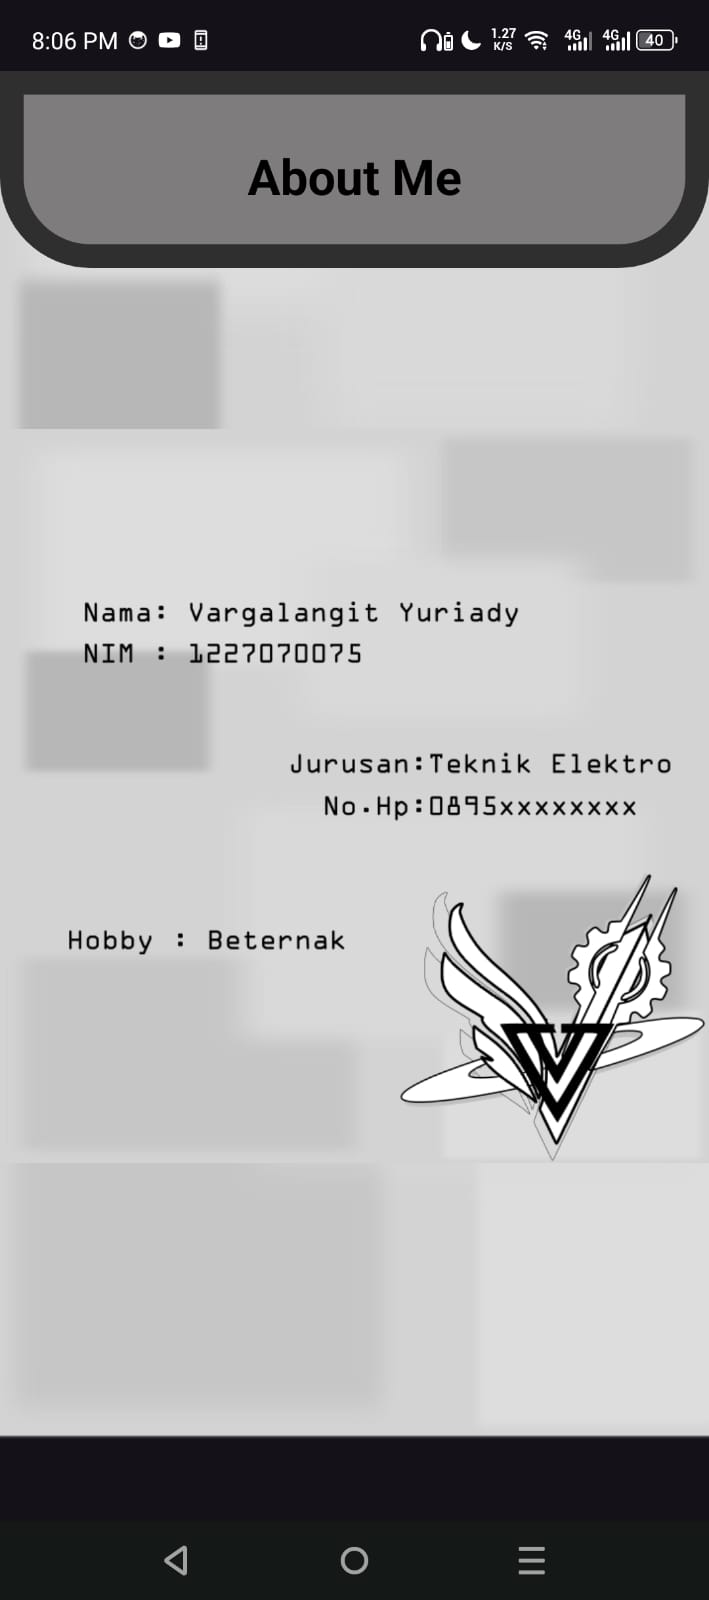 8:06 PM
1.27
K/S
4G
4G
40
About Me
Nama: Vargalangit Yuriady
NIM : 1227070075
Jurusan:Teknik Elektro
No.Hp:0895xxxxxxxx
Hobby : Beternak